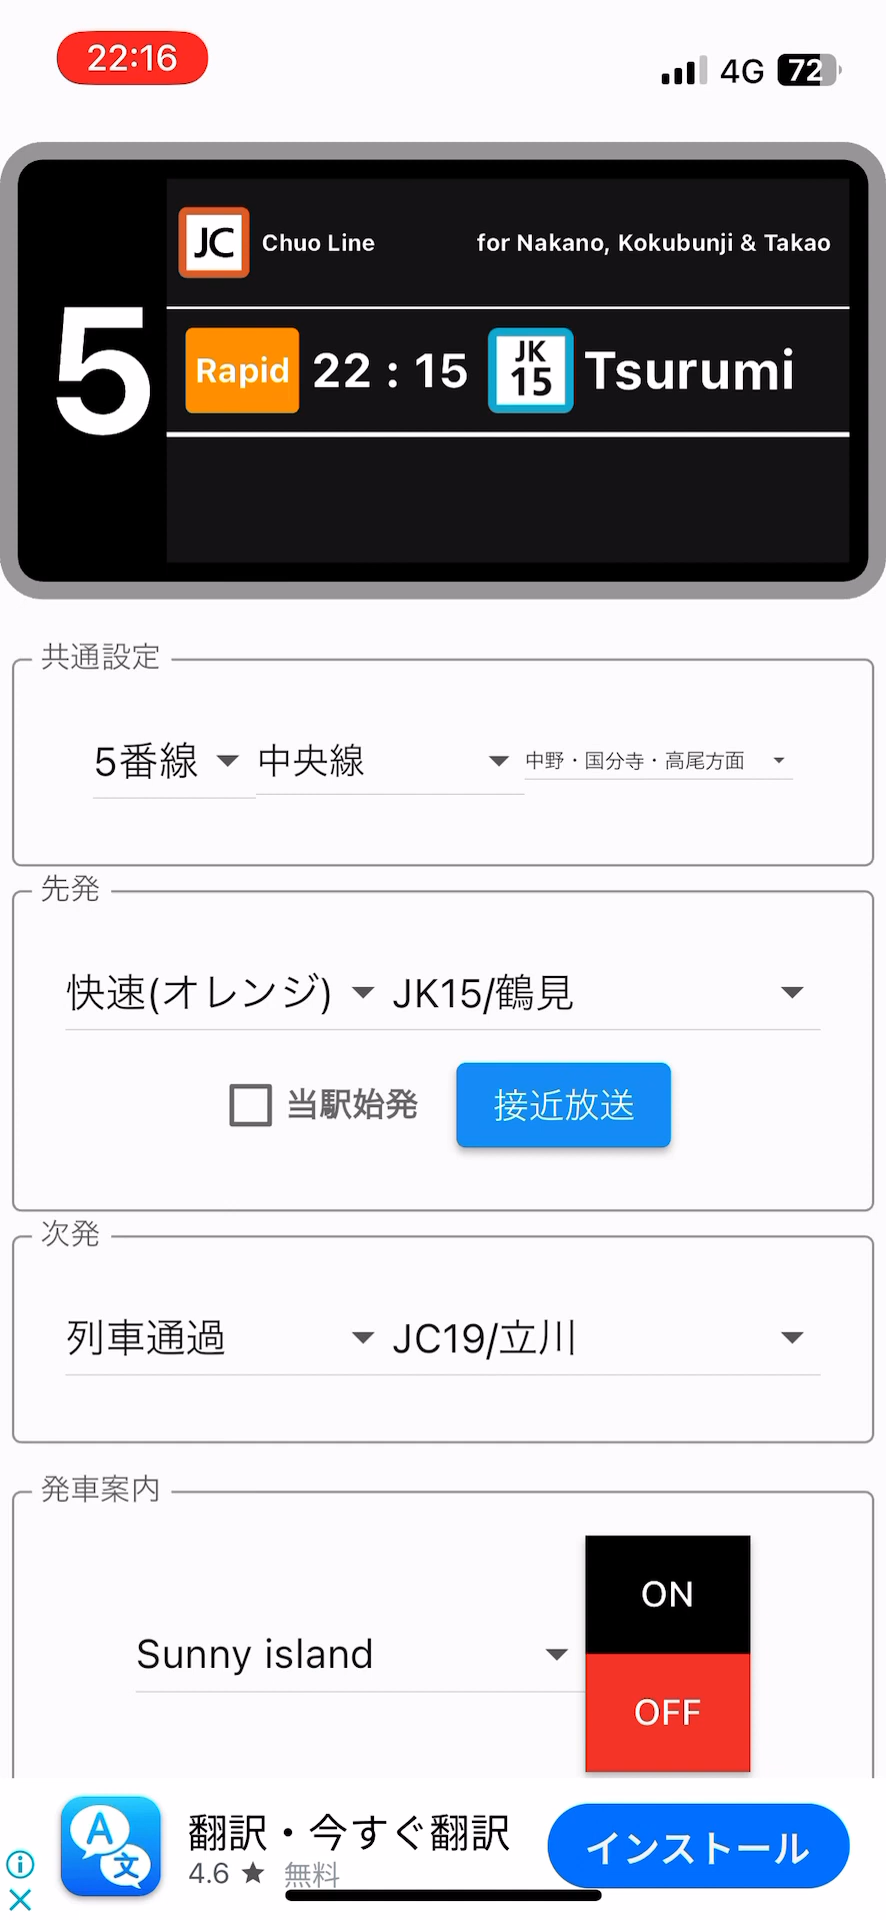 22:16
4G 72
JC Chuo Line for Nakano, Kokubunji & Takao
5
Rapid 22 : 15 JK 15 Tsurumi
共通設定
5番線 中央線 中野・国分寺・高尾方面
先発
快速(オレンジ) JK15/鶴見
当駅始発 接近放送
次発
列車通過 JC19/立川
発車案内
ON
Sunny island
OFF
A 文
翻訳・今すぐ翻訳
4.6 ★ 無料
インストール